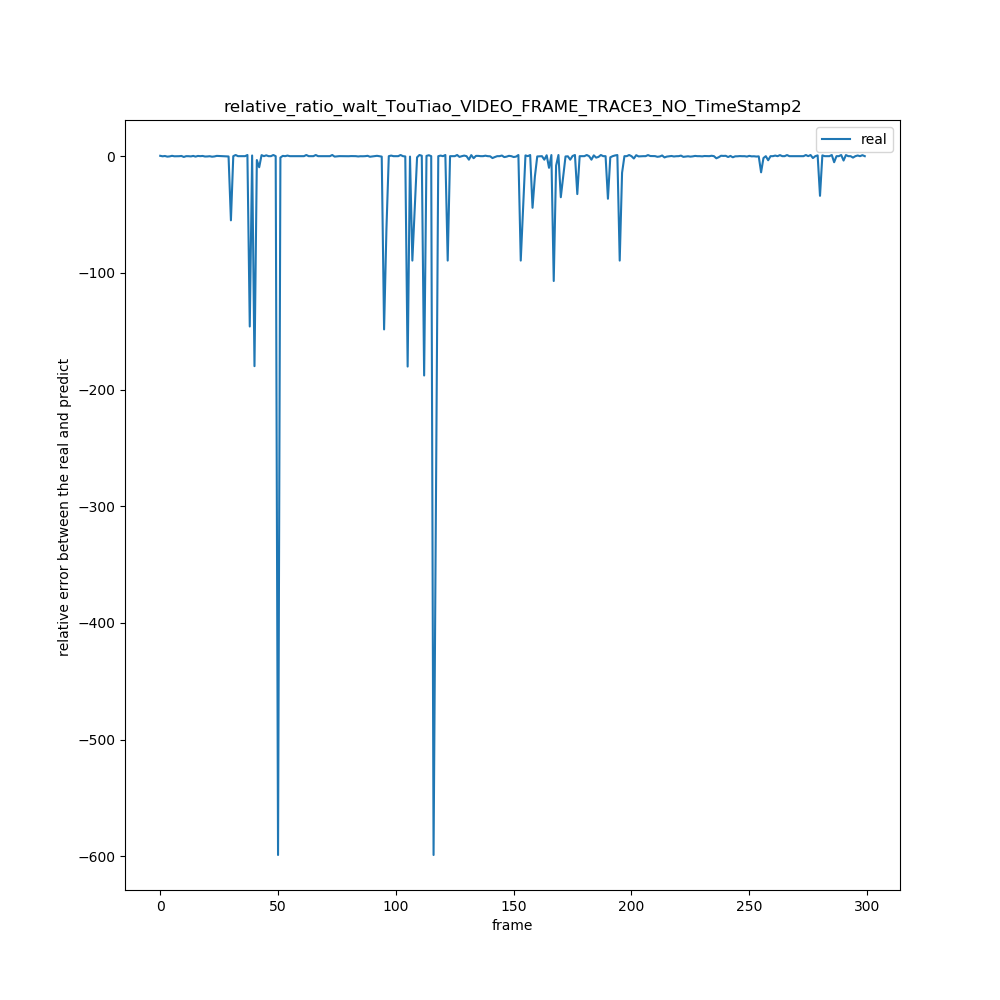 relative_ratio_walt_TouTiao_VIDEO_FRAME_TRACE3_NO_TimeStamp2
real
0
−100
−200
−300
−400
−500
−600
relative error between the real and predict
0 50 100 150 200 250 300
frame